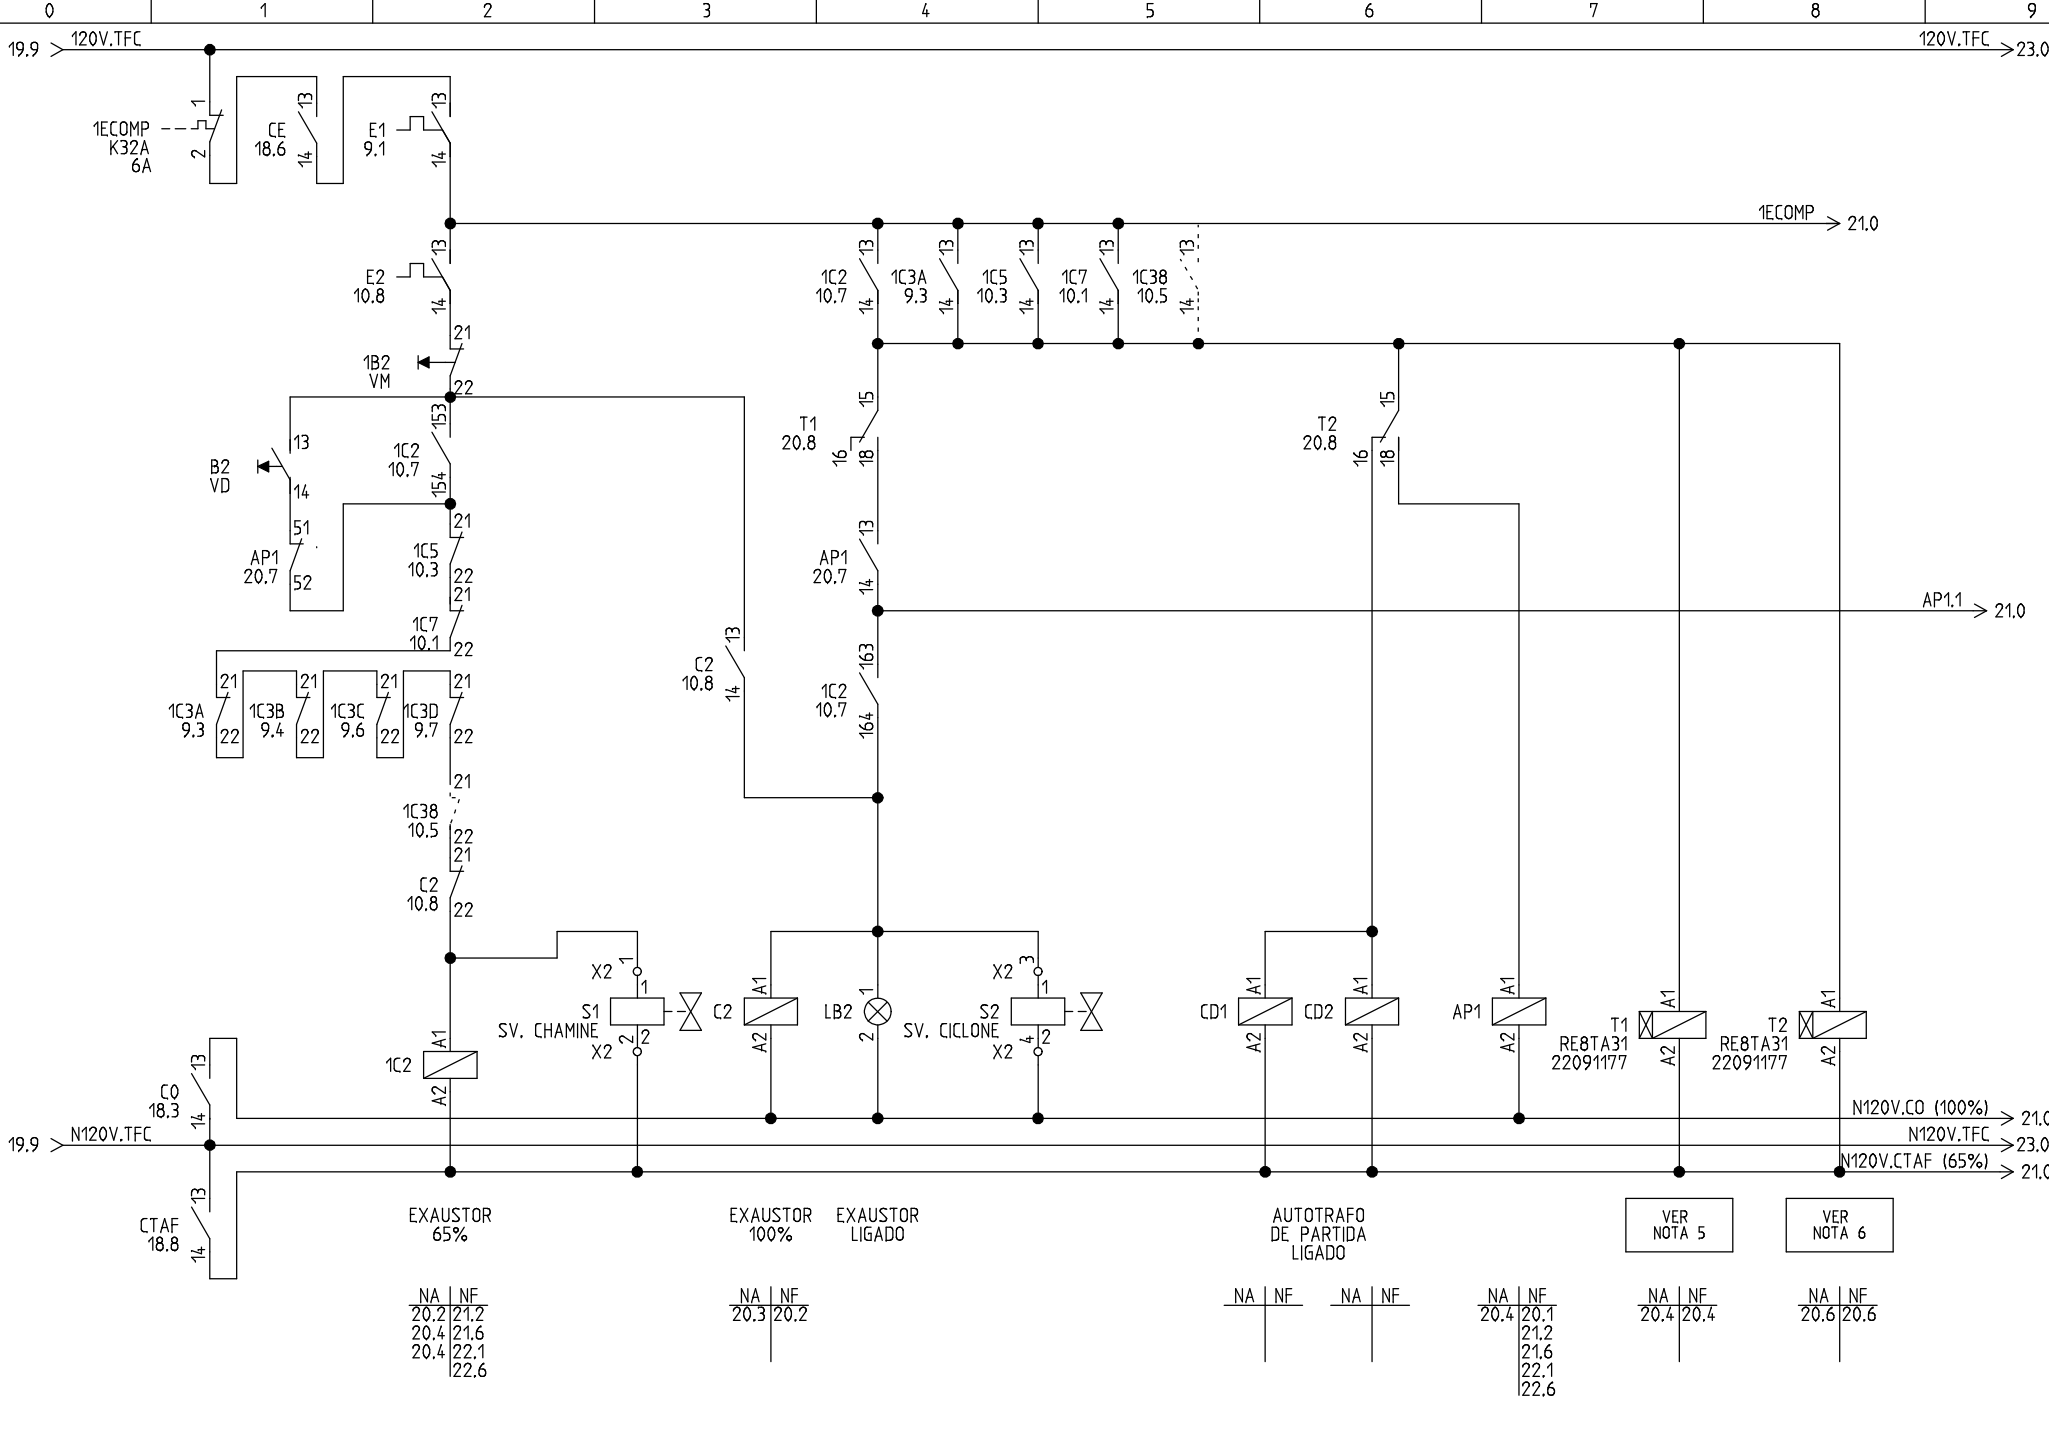 0 1 2 3 4 5 6 7 8 9
19.9 120V.TFC 120V.TFC 23.0
1 13 13
1ECOMP CE E1
K32A 18.6 9.1
6A
2 14 14
1ECOMP 21.0
13 13 13 13 13 13
E2 1C2 1C3A 1C5 1C7 1C38
10.8 10.7 9.3 10.3 10.1 10.5
14 14 14 14 14 14
21
1B2
VM
22
153 15 15
13 T1 T2
1C2 20.8 20.8
10.7 16 18 16 18
B2
VD
154
14
21 13
51
1C5 AP1
AP1 10.3 20.7
20.7 22 14
52
21
AP1.1 21.0
1C7 13 163
10.1 22
C2
10.8
14
1C2
10.7
164
21 21 21 21
1C3A 1C3B 1C3C 1C3D
9.3 9.4 9.6 9.7
22 22 22 22
21
1C38
10.5
22
21
C2
10.8
22
X2 1 X2 3
1 A1 1 1 A1 A1 A1 A1 A1
S1 C2 LB2 S2 CD1 CD2 AP1
SV. CHAMINE SV. CICLONE
T1 T2
RE8TA31 RE8TA31
22091177 22091177
2 2 A2 2 4 2 A2 A2 A2 A2 A2
X2 X2
A1
1C2
A2
13
C0
18.3
14
N120V.CO (100%) 21.0
19.9 N120V.TFC N120V.TFC 23.0
N120V.CTAF (65%) 21.0
13
CTAF
18.8
14
EXAUSTOR EXAUSTOR EXAUSTOR AUTOTRAFO VER VER
65% 100% LIGADO DE PARTIDA NOTA 5 NOTA 6
LIGADO
NA NF NA NF NA NF NA NF NA NF NA NF NA NF
20.2 21.2 20.3 20.2 20.4 20.1 20.4 20.4 20.6 20.6
20.4 21.6 21.2
20.4 22.1 21.6
22.6 22.1
22.6